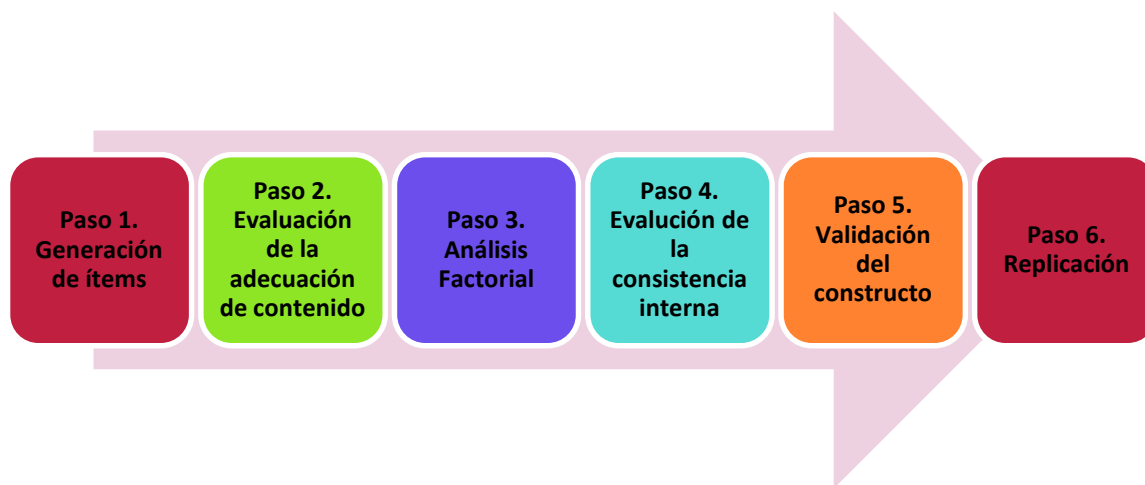 Paso 1.
Generación
de ítems
Paso 2.
Evaluación
de la
adecuación
de contenido
Paso 3.
Análisis
Factorial
Paso 4.
Evalución de
la
consistencia
interna
Paso 5.
Validación
del
constructo
Paso 6.
Replicación